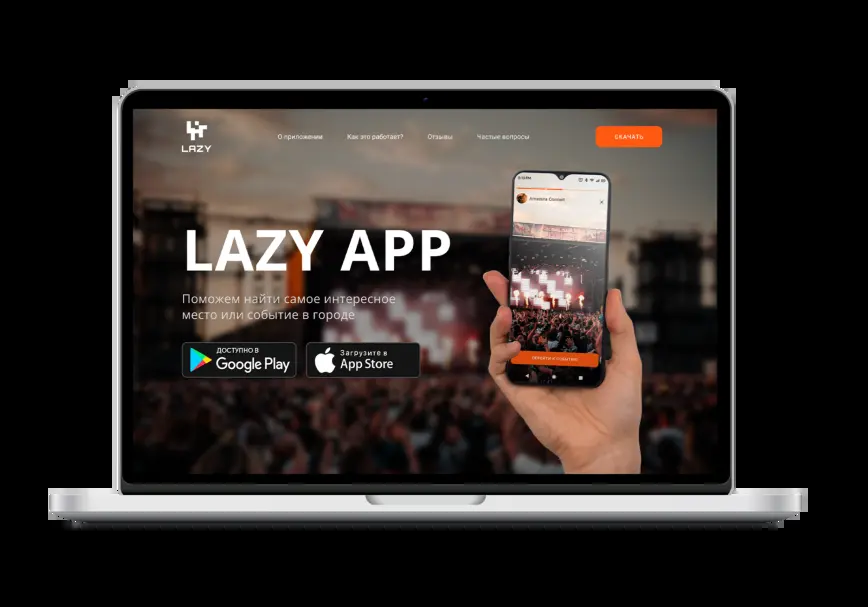 LAZY
О приложении
Как это работает?
Отзывы
Частые вопросы
СКАЧАТЬ
LAZY APP
Поможем найти самое интересное
место или событие в городе
ДОСТУПНО В
Google Play
Загрузите в
App Store
ПЕРЕЙТИ К СОБЫТИЮ